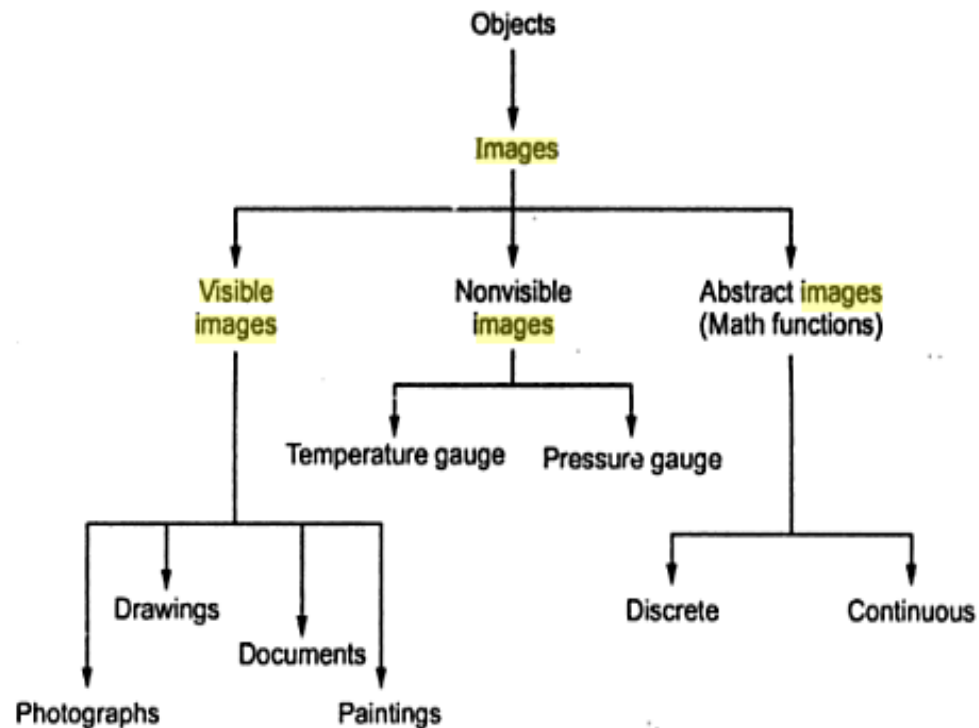 Objects
Images
Visible
images
Nonvisible
images
Abstract images
(Math functions)
Temperature gauge
Pressure gauge
Drawings
Documents
Photographs
Paintings
Discrete
Continuous